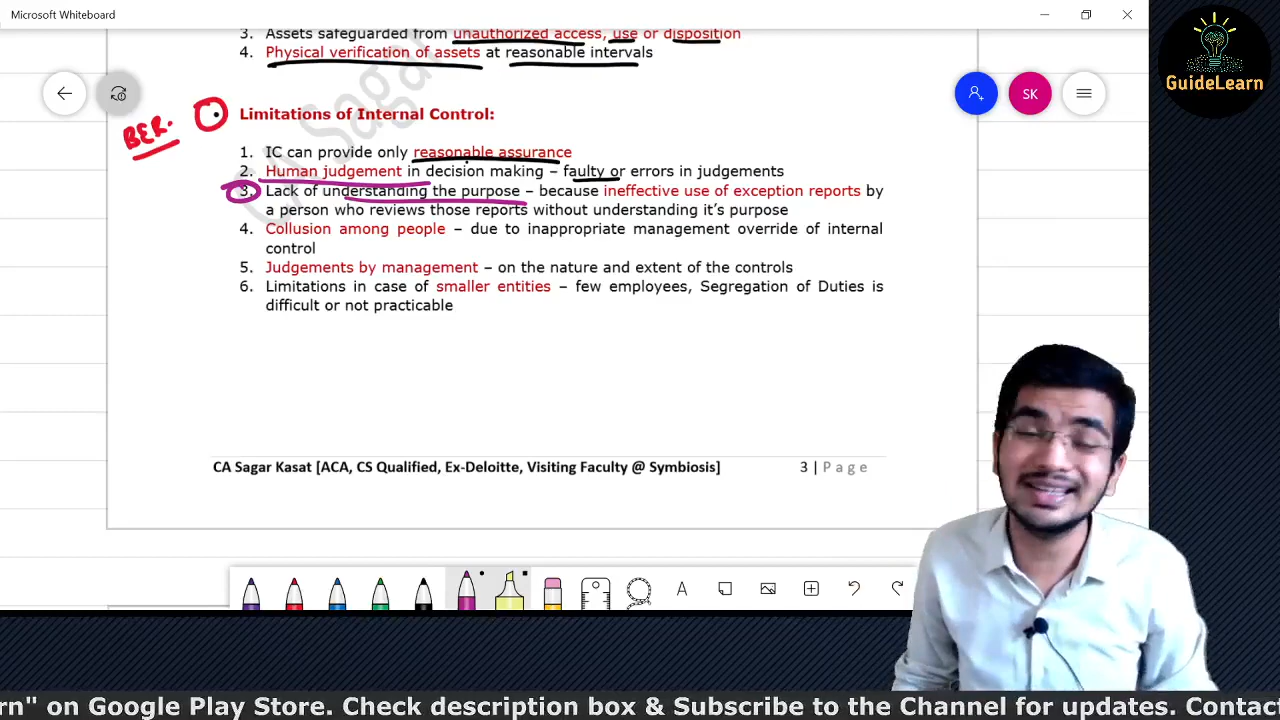 Microsoft Whiteboard
3. Assets safeguarded from unauthorized access, use or disposition
4. Physical verification of assets at reasonable intervals
GuideLearn
SK
BER.
Limitations of Internal Control:
1. IC can provide only reasonable assurance
2. Human judgement in decision making – faulty or errors in judgements
3. Lack of understanding the purpose – because ineffective use of exception reports by
a person who reviews those reports without understanding it's purpose
4. Collusion among people – due to inappropriate management override of internal
control
5. Judgements by management – on the nature and extent of the controls
6. Limitations in case of smaller entities – few employees, Segregation of Duties is
difficult or not practicable
CA Sagar
CA Sagar Kasat [ACA, CS Qualified, Ex-Deloitte, Visiting Faculty @ Symbiosis] 3 | Page
A
rn" on Google Play Store. Check description box & Subscribe to the Channel for updates. Contac